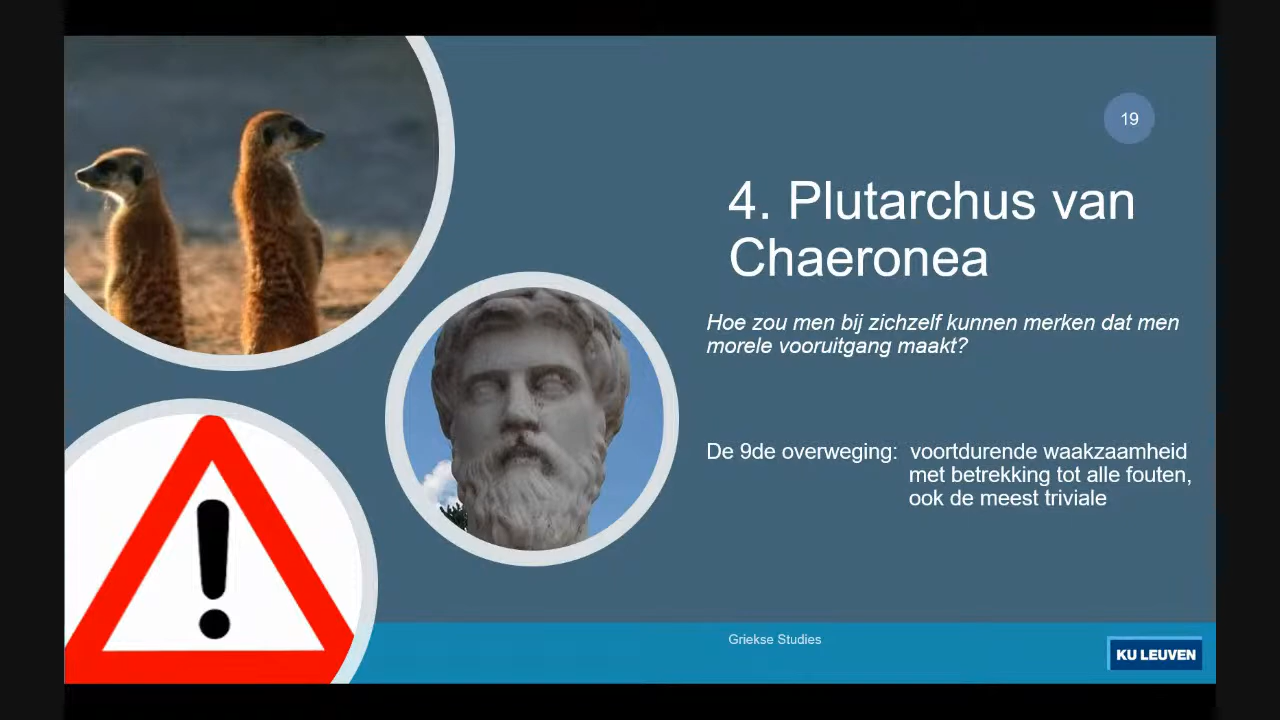 19
4. Plutarchus van
Chaeronea
Hoe zou men bij zichzelf kunnen merken dat men
morele vooruitgang maakt?
De 9de overweging: voortdurende waakzaamheid
met betrekking tot alle fouten,
ook de meest triviale
Griekse Studies
KU LEUVEN